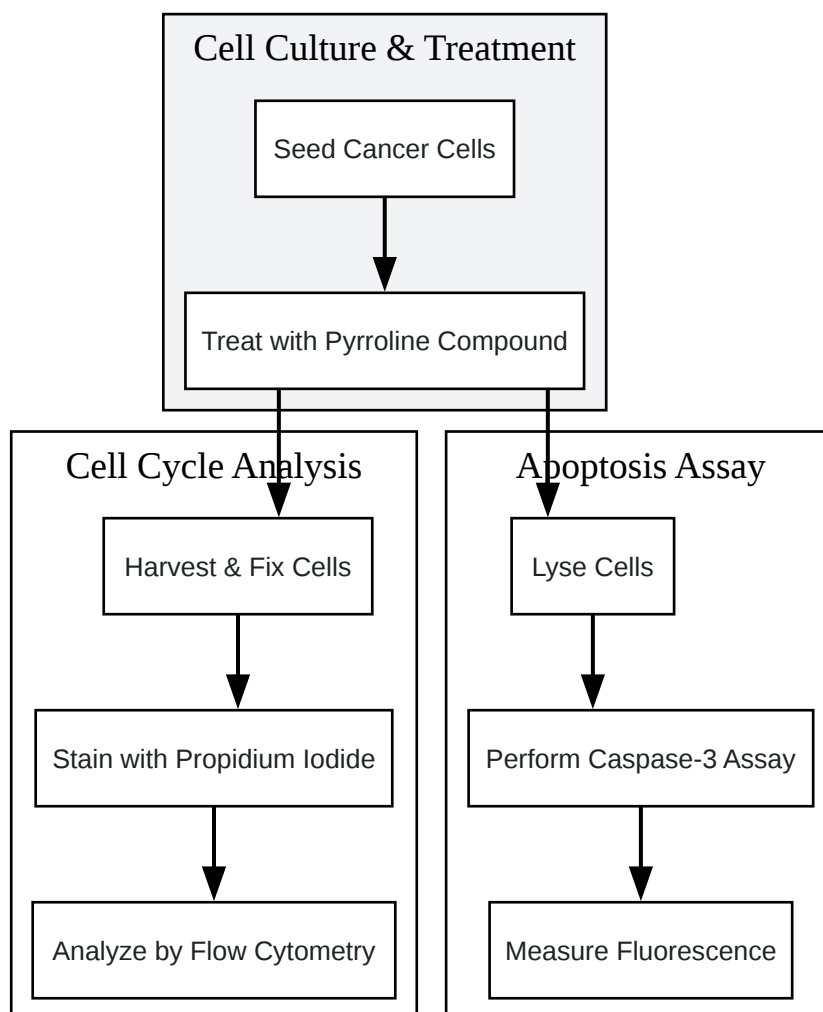 Cell Culture & Treatment
Seed Cancer Cells
Treat with Pyrroline Compound
Cell Cycle Analysis
Harvest & Fix Cells
Stain with Propidium Iodide
Analyze by Flow Cytometry
Apoptosis Assay
Lyse Cells
Perform Caspase-3 Assay
Measure Fluorescence